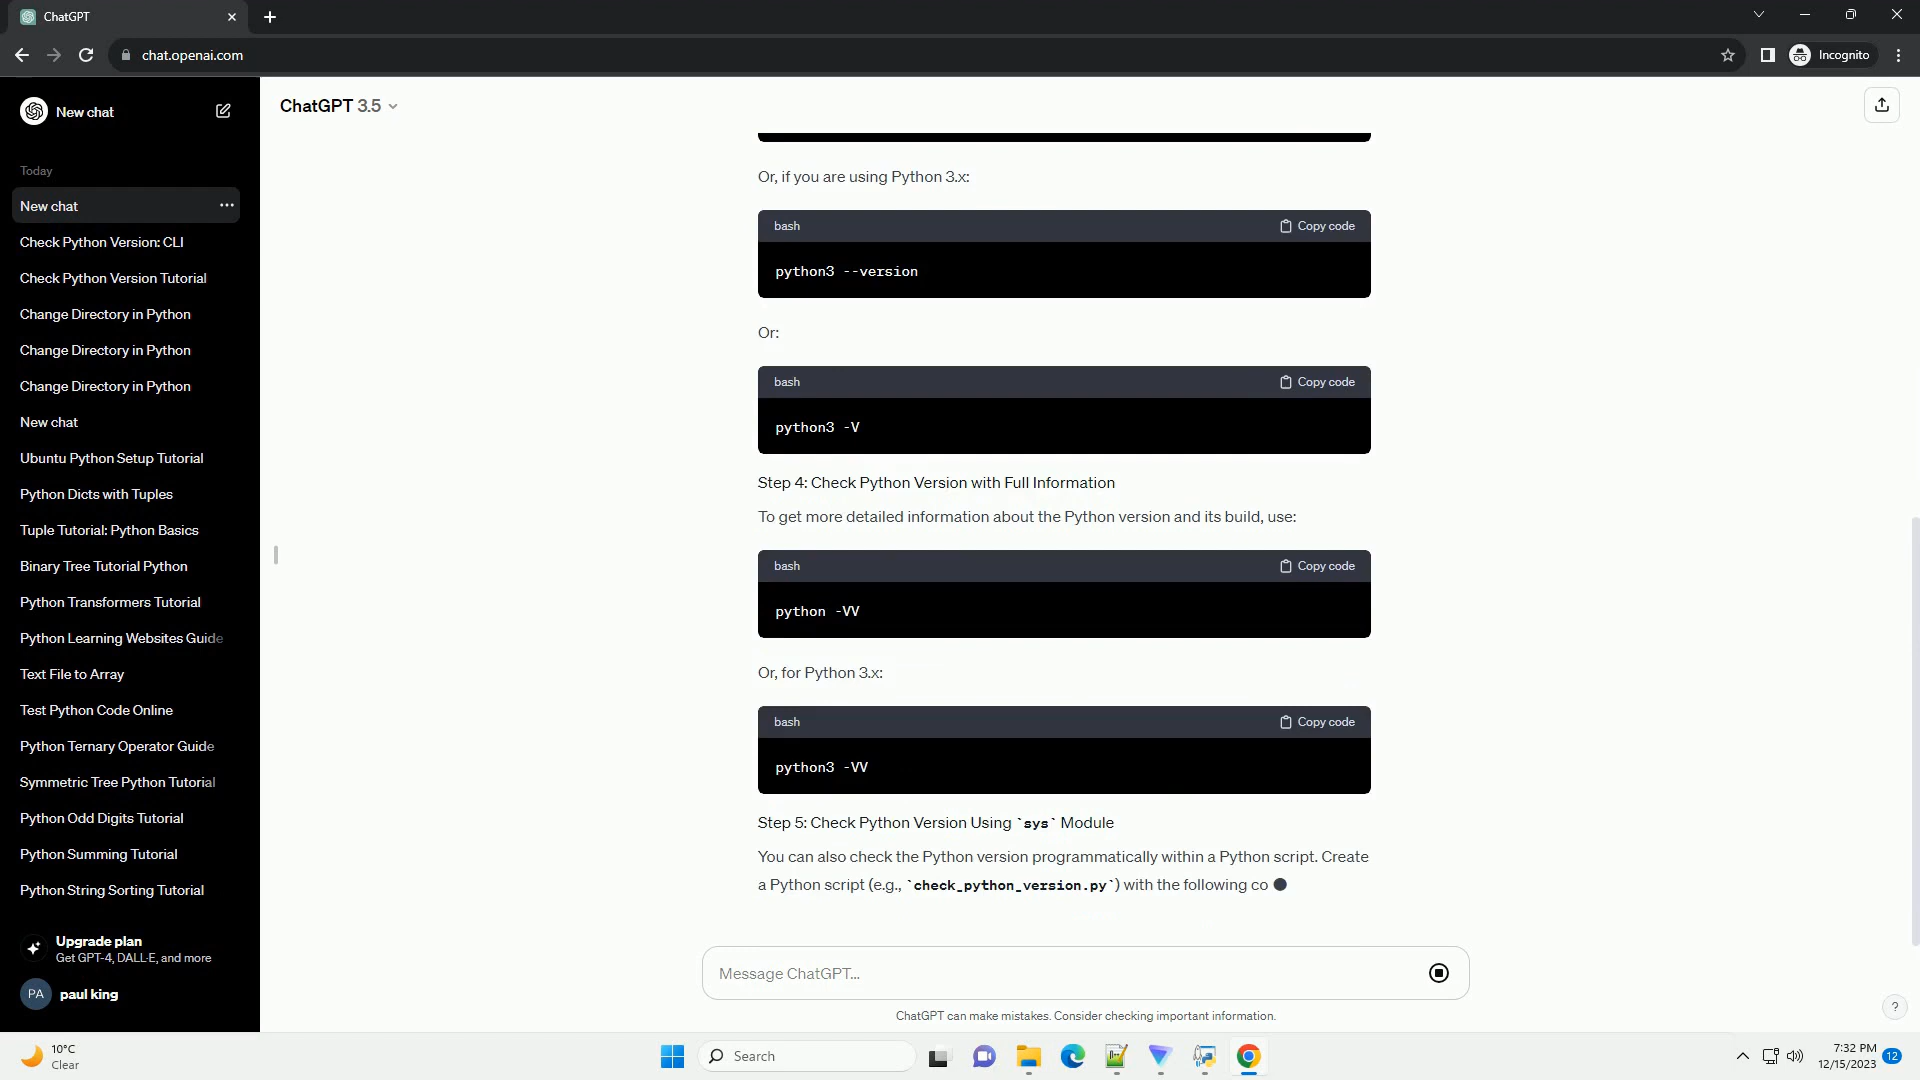 ChatGPT
chat.openai.com
Incognito
New chat
ChatGPT 3.5
Today
New chat
Check Python Version: CLI
Check Python Version Tutorial
Change Directory in Python
Change Directory in Python
Change Directory in Python
New chat
Ubuntu Python Setup Tutorial
Python Dicts with Tuples
Tuple Tutorial: Python Basics
Binary Tree Tutorial Python
Python Transformers Tutorial
Python Learning Websites Guide
Text File to Array
Test Python Code Online
Python Ternary Operator Guide
Symmetric Tree Python Tutorial
Python Odd Digits Tutorial
Python Summing Tutorial
Python String Sorting Tutorial
Upgrade plan
Get GPT-4, DALL·E, and more
PA paul king
Or, if you are using Python 3.x:
bash Copy code
python3 --version
Or:
bash Copy code
python3 -V
Step 4: Check Python Version with Full Information
To get more detailed information about the Python version and its build, use:
bash Copy code
python -VV
Or, for Python 3.x:
bash Copy code
python3 -VV
Step 5: Check Python Version Using `sys` Module
You can also check the Python version programmatically within a Python script. Create
a Python script (e.g., `check_python_version.py`) with the following co
Message ChatGPT...
ChatGPT can make mistakes. Consider checking important information.
?
10°C
Clear
Search
7:32 PM
12/15/2023
12